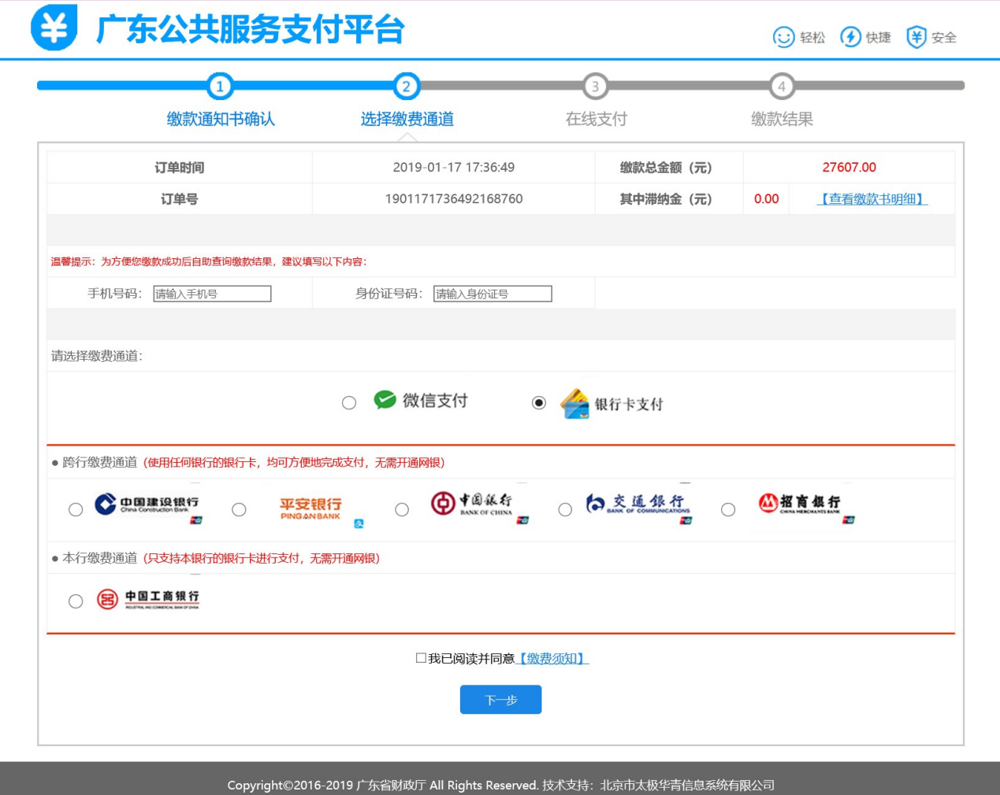 ¥ 广东公共服务支付平台
轻松 快捷 安全
1 2 3 4
缴款通知书确认 选择缴费通道 在线支付 缴款结果
订单时间 2019-01-17 17:36:49 缴款总金额（元） 27607.00
订单号 1901171736492168760 其中滞纳金（元） 0.00 【查看缴款书明细】
温馨提示：为方便您缴款成功后自助查询缴款结果，建议填写以下内容：
手机号码： 请输入手机号 身份证号码： 请输入身份证号
请选择缴费通道：
微信支付 银行卡支付
● 跨行缴费通道（使用任何银行的银行卡，均可方便地完成支付，无需开通网银）
中国建设银行 平安银行 中国银行 交通银行 招商银行
China Construction Bank PING AN BANK BANK OF CHINA BANK OF COMMUNICATIONS CHINA MERCHANTS BANK
● 本行缴费通道（只支持本银行的银行卡进行支付，无需开通网银）
中国工商银行
INDUSTRIAL AND COMMERCIAL BANK OF CHINA
我已阅读并同意【缴费须知】
下一步
Copyright©2016-2019 广东省财政厅 All Rights Reserved. 技术支持：北京市太极华青信息系统有限公司